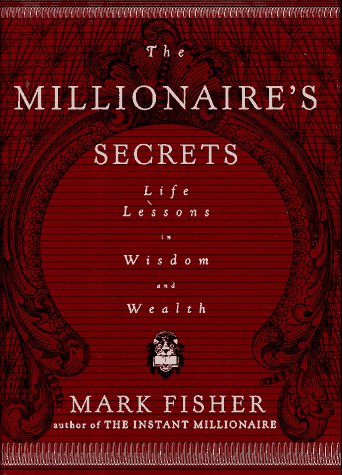 The
MILLIONAIRE'S
SECRETS
Life
Lessons
in
Wisdom
and
Wealth
MARK FISHER
author of THE INSTANT MILLIONAIRE